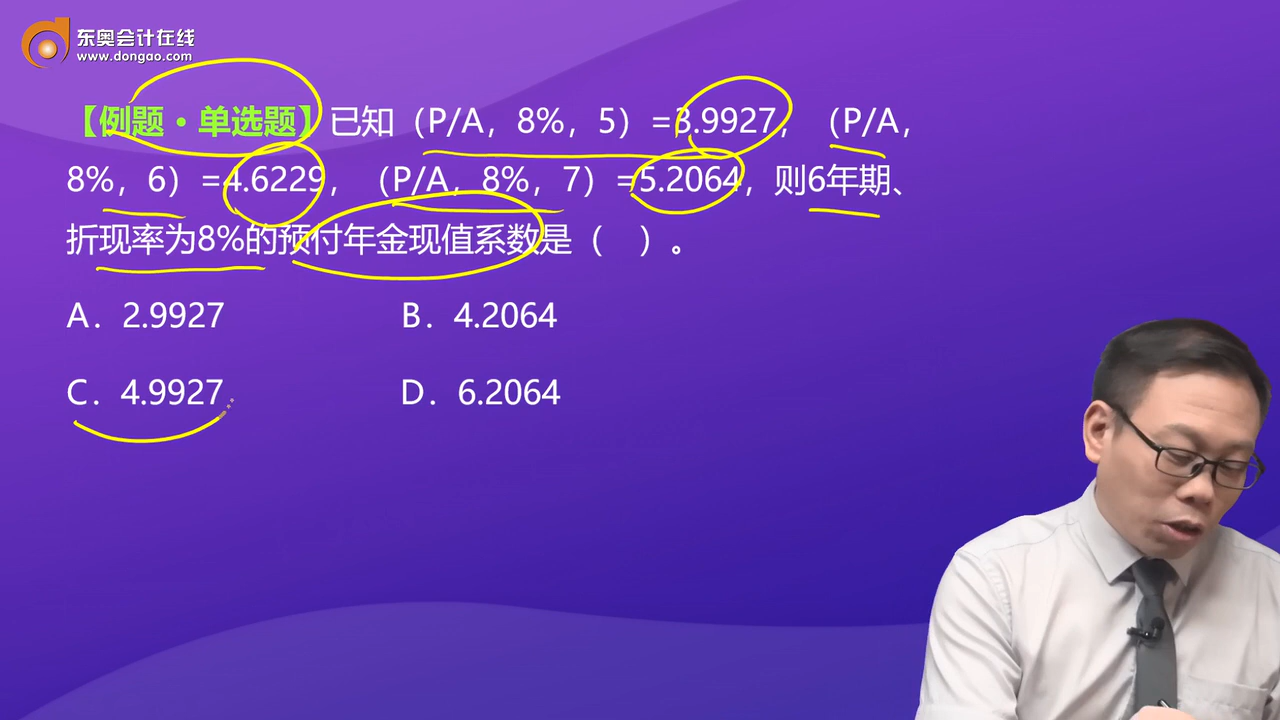 东奥会计在线
www.dongao.com
【例题·单选题】已知（P/A，8%，5）=3.9927，（P/A，
8%，6）=4.6229，（P/A，8%，7）=5.2064，则6年期、
折现率为8%的预付年金现值系数是（ ）。
A．2.9927 B．4.2064
C．4.9927 D．6.2064